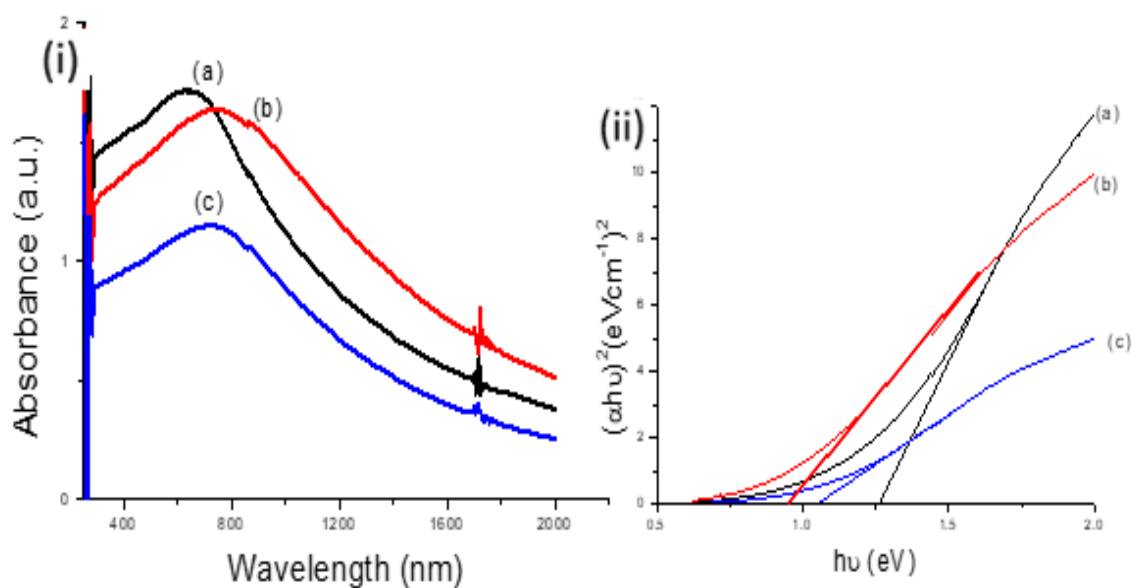 (i)
(a)
(b)
(c)
2
1
0
400
800
1200
1600
2000
Absorbance (a.u.)
Wavelength (nm)
(ii)
(a)
(b)
(c)
10
8
6
4
2
0
0.5
1.0
1.5
2.0
(αhυ)²(eVcm⁻¹)²
hυ (eV)